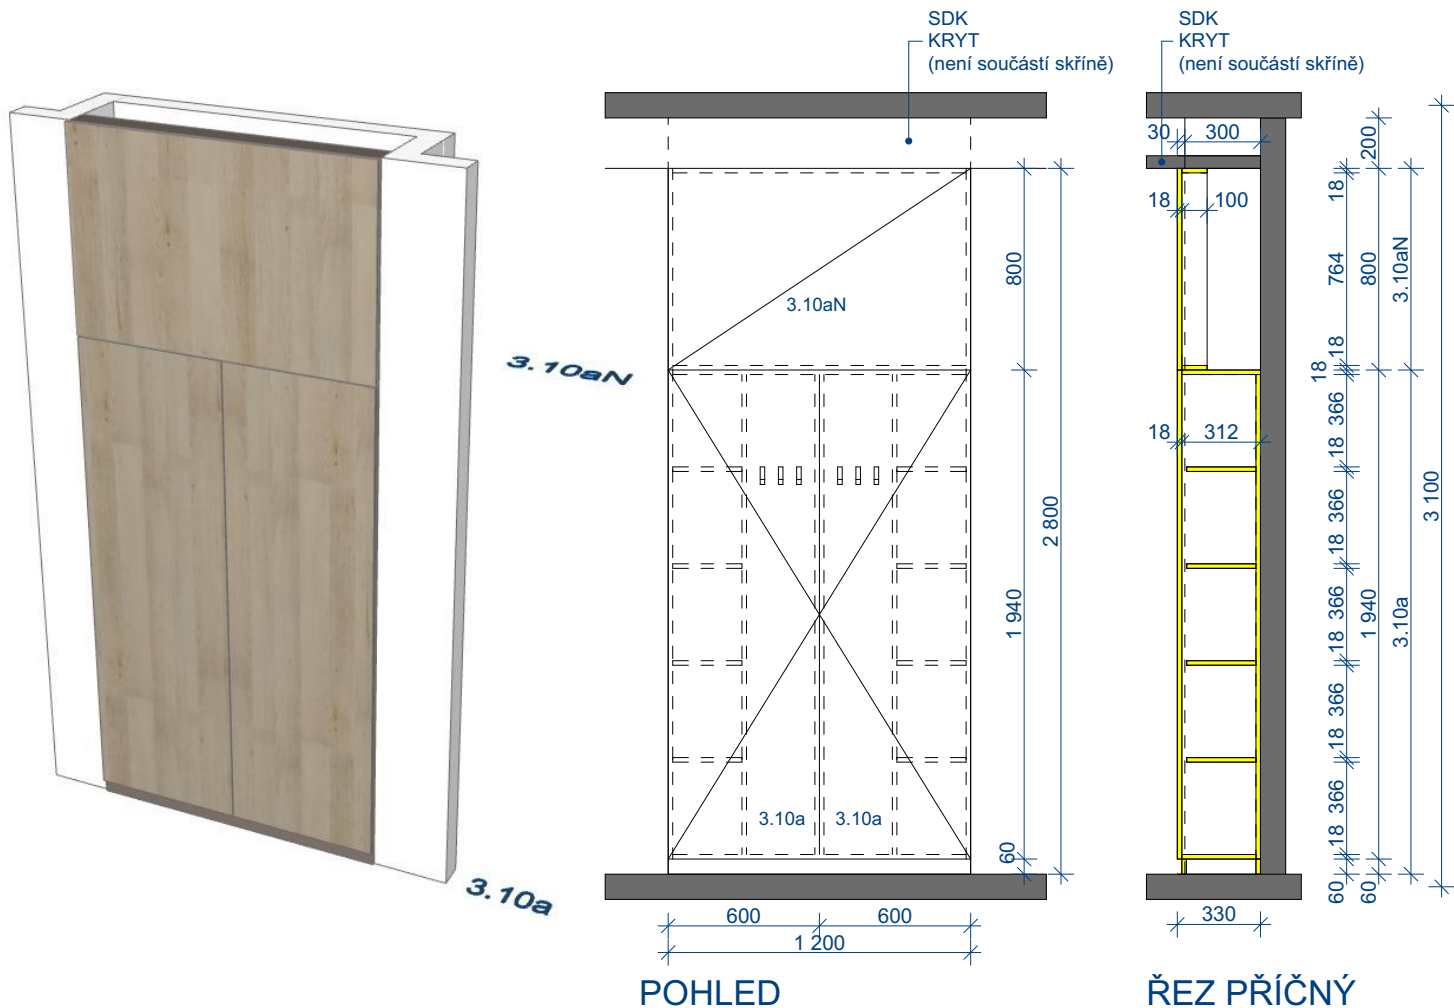 SDK
KRYT
(není součástí skříně)
SDK
KRYT
(není součástí skříně)
3.10aN
3.10a
3.10aN
3.10a
3.10a
800
1 940
60
2 800
600
600
1 200
POHLED
30
300
18
100
18
312
330
18
764
18
18
366
18
366
18
366
18
366
18
366
18
60
200
800
1 940
60
3.10aN
3.10a
3 100
ŘEZ PŘÍČNÝ